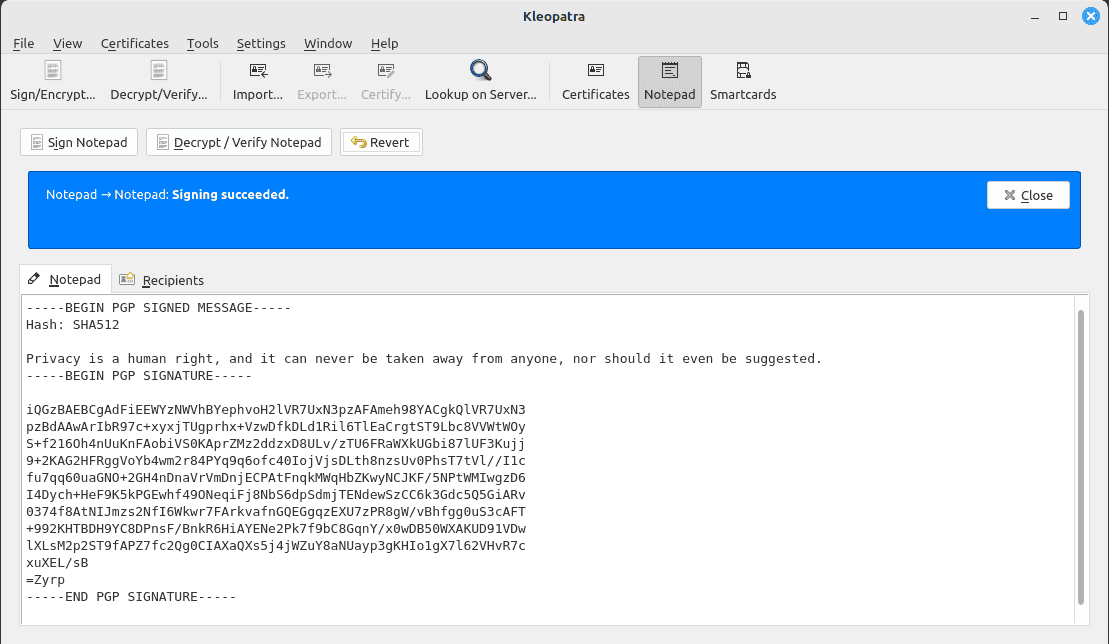 Kleopatra
File View Certificates Tools Settings Window Help
Sign/Encrypt... Decrypt/Verify... Import... Export... Certify... Lookup on Server... Certificates Notepad Smartcards
Sign Notepad Decrypt / Verify Notepad Revert
Notepad → Notepad: Signing succeeded. Close
Notepad Recipients
-----BEGIN PGP SIGNED MESSAGE-----
Hash: SHA512
Privacy is a human right, and it can never be taken away from anyone, nor should it even be suggested.
-----BEGIN PGP SIGNATURE-----
iQGzBAEBCgAdFiEEWYzNWVhBYephvoH2lVR7UxN3pzAFAmeh98YACgkQlVR7UxN3
pzBdAAwArIbR97c+xyxjTUgprhx+VzwDfkDLd1Ril6TlEaCrgtST9Lbc8VVWtWOy
S+f216Oh4nUuKnFAobiVS0KAprZMz2ddzxD8ULv/zTU6FRaWXkUGbi87lUF3Kujj
9+2KAG2HFRggVoYb4wm2r84PYq9q6ofc40IojVjsDLth8nzsUv0PhsT7tVl//I1c
fu7qq60uaGNO+2GH4nDnaVrVmDnjECPAtFnqkMWqHbZKwyNCJKF/5NPtWMIwgzD6
I4Dych+HeF9K5kPGEwhf49ONeqiFj8NbS6dpSdmjTENdewSzCC6k3Gdc5Q5GiARv
0374f8AtNIJmzs2NfI6Wkwr7FArkvafnGQEGgqzEXU7zPR8gW/vBhfgg0uS3cAFT
+992KHTBDH9YC8DPnsF/BnkR6HiAYENe2Pk7f9bC8GqnY/x0wDB50WXAKUD91VDw
lXLsM2p2ST9fAPZ7fc2Qg0CIAXaQXs5j4jWZuY8aNUayp3gKHIo1gX7l62VHvR7c
xuXEL/sB
=Zyrp
-----END PGP SIGNATURE-----